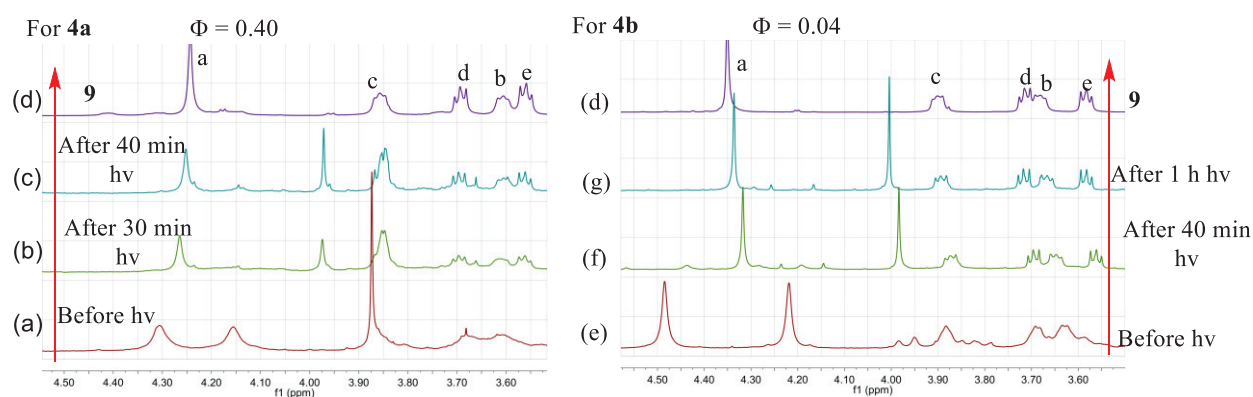 For 4a Φ = 0.40
a
c
d
b
e
(d)
9
After 40 min
hv
(c)
After 30 min
hv
(b)
Before hv
(a)
4.50 4.40 4.30 4.20 4.10 4.00 3.90 3.80 3.70 3.60
f1 (ppm)
For 4b Φ = 0.04
a
c
d
b
e
(d)
9
(g)
After 1 h hv
(f)
After 40 min
hv
(e)
Before hv
4.50 4.40 4.30 4.20 4.10 4.00 3.90 3.80 3.70 3.60
f1 (ppm)